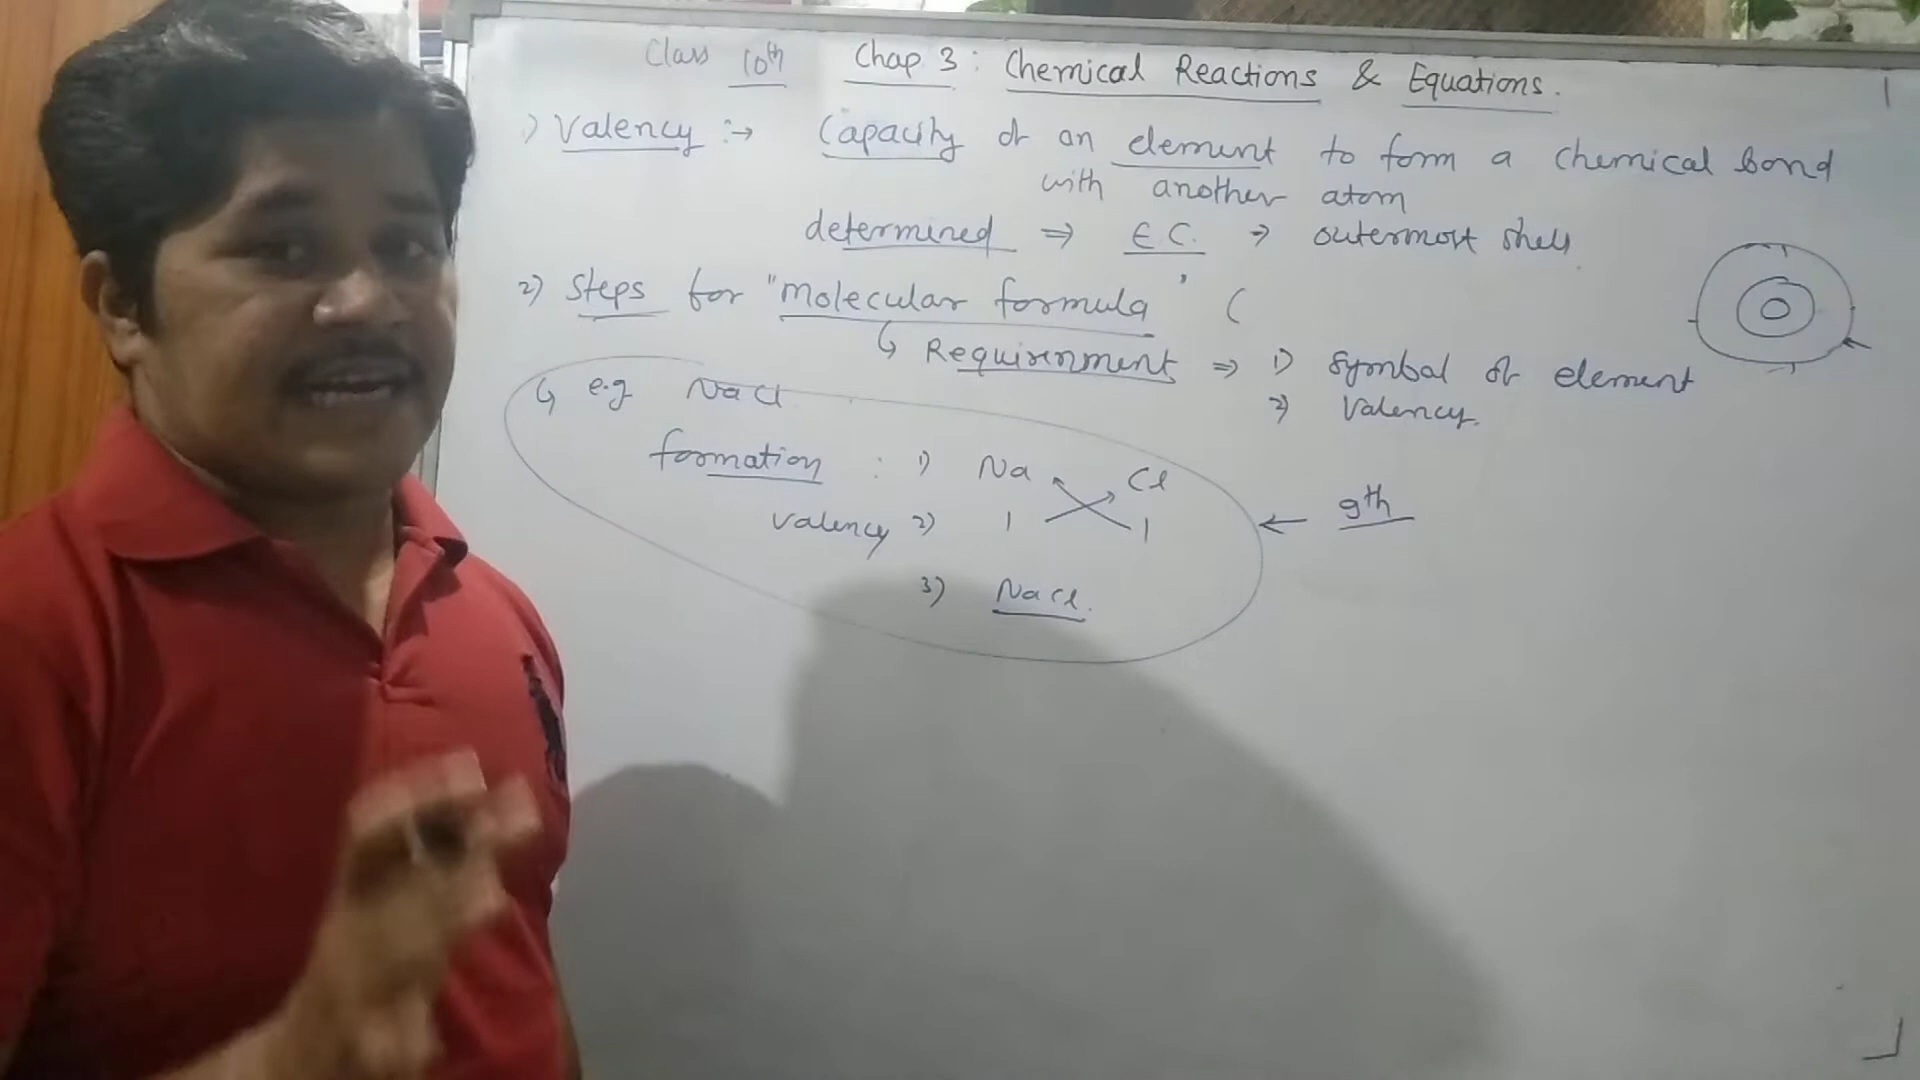 Class 10th Chap 3: Chemical Reactions & Equations. 1
1) Valency :→ Capacity of an element to form a chemical bond
with another atom
determined ⇒ E.C. → outermost shell
2) Steps for "Molecular formula" (
↳ Requirenment ⇒ 1) symbol of element
2) Valency.
↳ e.g NaCl
formation : 1) Na Cl
valency 2) 1 1
← 9th
3) NaCl.